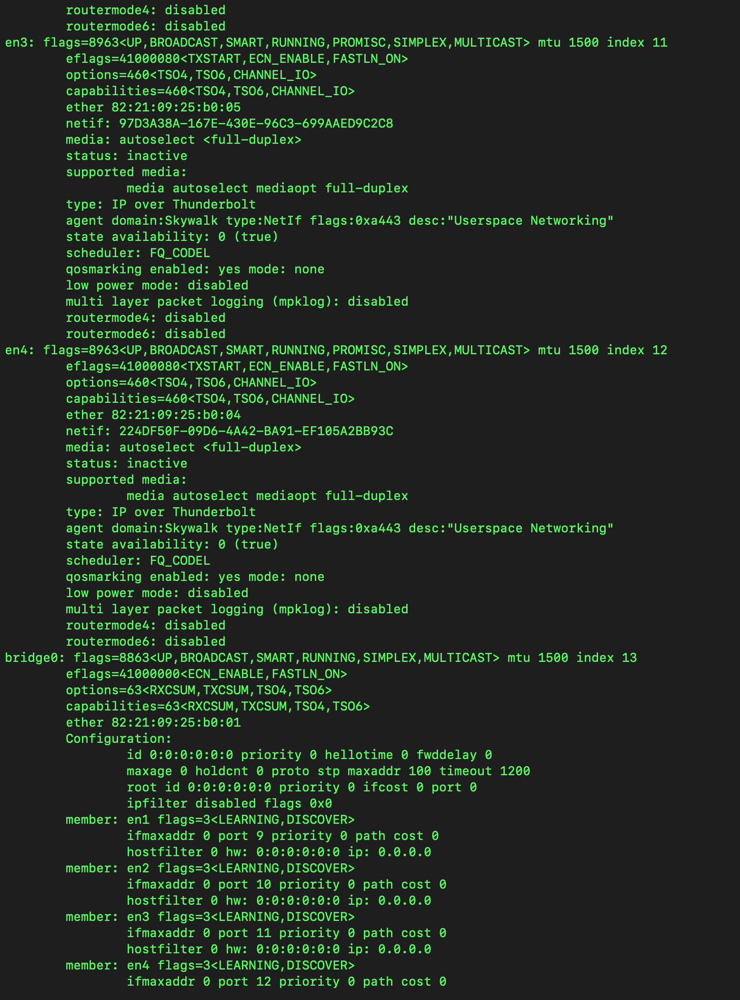 routermode4: disabled
routermode6: disabled
en3: flags=8963<UP,BROADCAST,SMART,RUNNING,PROMISC,SIMPLEX,MULTICAST> mtu 1500 index 11
eflags=41000080<TXSTART,ECN_ENABLE,FASTLN_ON>
options=460<TSO4,TSO6,CHANNEL_IO>
capabilities=460<TSO4,TSO6,CHANNEL_IO>
ether 82:21:09:25:b0:05
netif: 97D3A38A-167E-430E-96C3-699AAED9C2C8
media: autoselect <full-duplex>
status: inactive
supported media:
media autoselect mediaopt full-duplex
type: IP over Thunderbolt
agent domain:Skywalk type:NetIf flags:0xa443 desc:"Userspace Networking"
state availability: 0 (true)
scheduler: FQ_CODEL
qosmarking enabled: yes mode: none
low power mode: disabled
multi layer packet logging (mpklog): disabled
routermode4: disabled
routermode6: disabled
en4: flags=8963<UP,BROADCAST,SMART,RUNNING,PROMISC,SIMPLEX,MULTICAST> mtu 1500 index 12
eflags=41000080<TXSTART,ECN_ENABLE,FASTLN_ON>
options=460<TSO4,TSO6,CHANNEL_IO>
capabilities=460<TSO4,TSO6,CHANNEL_IO>
ether 82:21:09:25:b0:04
netif: 224DF50F-09D6-4A42-BA91-EF105A2BB93C
media: autoselect <full-duplex>
status: inactive
supported media:
media autoselect mediaopt full-duplex
type: IP over Thunderbolt
agent domain:Skywalk type:NetIf flags:0xa443 desc:"Userspace Networking"
state availability: 0 (true)
scheduler: FQ_CODEL
qosmarking enabled: yes mode: none
low power mode: disabled
multi layer packet logging (mpklog): disabled
routermode4: disabled
routermode6: disabled
bridge0: flags=8863<UP,BROADCAST,SMART,RUNNING,SIMPLEX,MULTICAST> mtu 1500 index 13
eflags=41000000<ECN_ENABLE,FASTLN_ON>
options=63<RXCSUM,TXCSUM,TSO4,TSO6>
capabilities=63<RXCSUM,TXCSUM,TSO4,TSO6>
ether 82:21:09:25:b0:01
Configuration:
id 0:0:0:0:0:0 priority 0 hellotime 0 fwddelay 0
maxage 0 holdcnt 0 proto stp maxaddr 100 timeout 1200
root id 0:0:0:0:0:0 priority 0 ifcost 0 port 0
ipfilter disabled flags 0x0
member: en1 flags=3<LEARNING,DISCOVER>
ifmaxaddr 0 port 9 priority 0 path cost 0
hostfilter 0 hw: 0:0:0:0:0:0 ip: 0.0.0.0
member: en2 flags=3<LEARNING,DISCOVER>
ifmaxaddr 0 port 10 priority 0 path cost 0
hostfilter 0 hw: 0:0:0:0:0:0 ip: 0.0.0.0
member: en3 flags=3<LEARNING,DISCOVER>
ifmaxaddr 0 port 11 priority 0 path cost 0
hostfilter 0 hw: 0:0:0:0:0:0 ip: 0.0.0.0
member: en4 flags=3<LEARNING,DISCOVER>
ifmaxaddr 0 port 12 priority 0 path cost 0